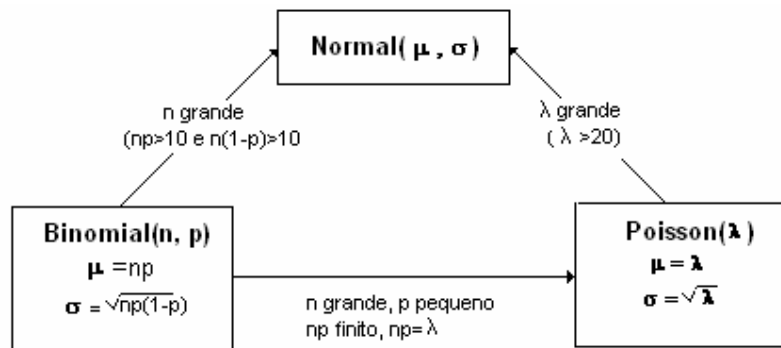 Normal( μ , σ)
n grande
(np>10 e n(1-p)>10
λ grande
( λ >20)
Binomial(n, p)
μ =np
σ = √np(1-p)
Poisson(λ)
μ = λ
σ = √λ
n grande, p pequeno
np finito, np= λ